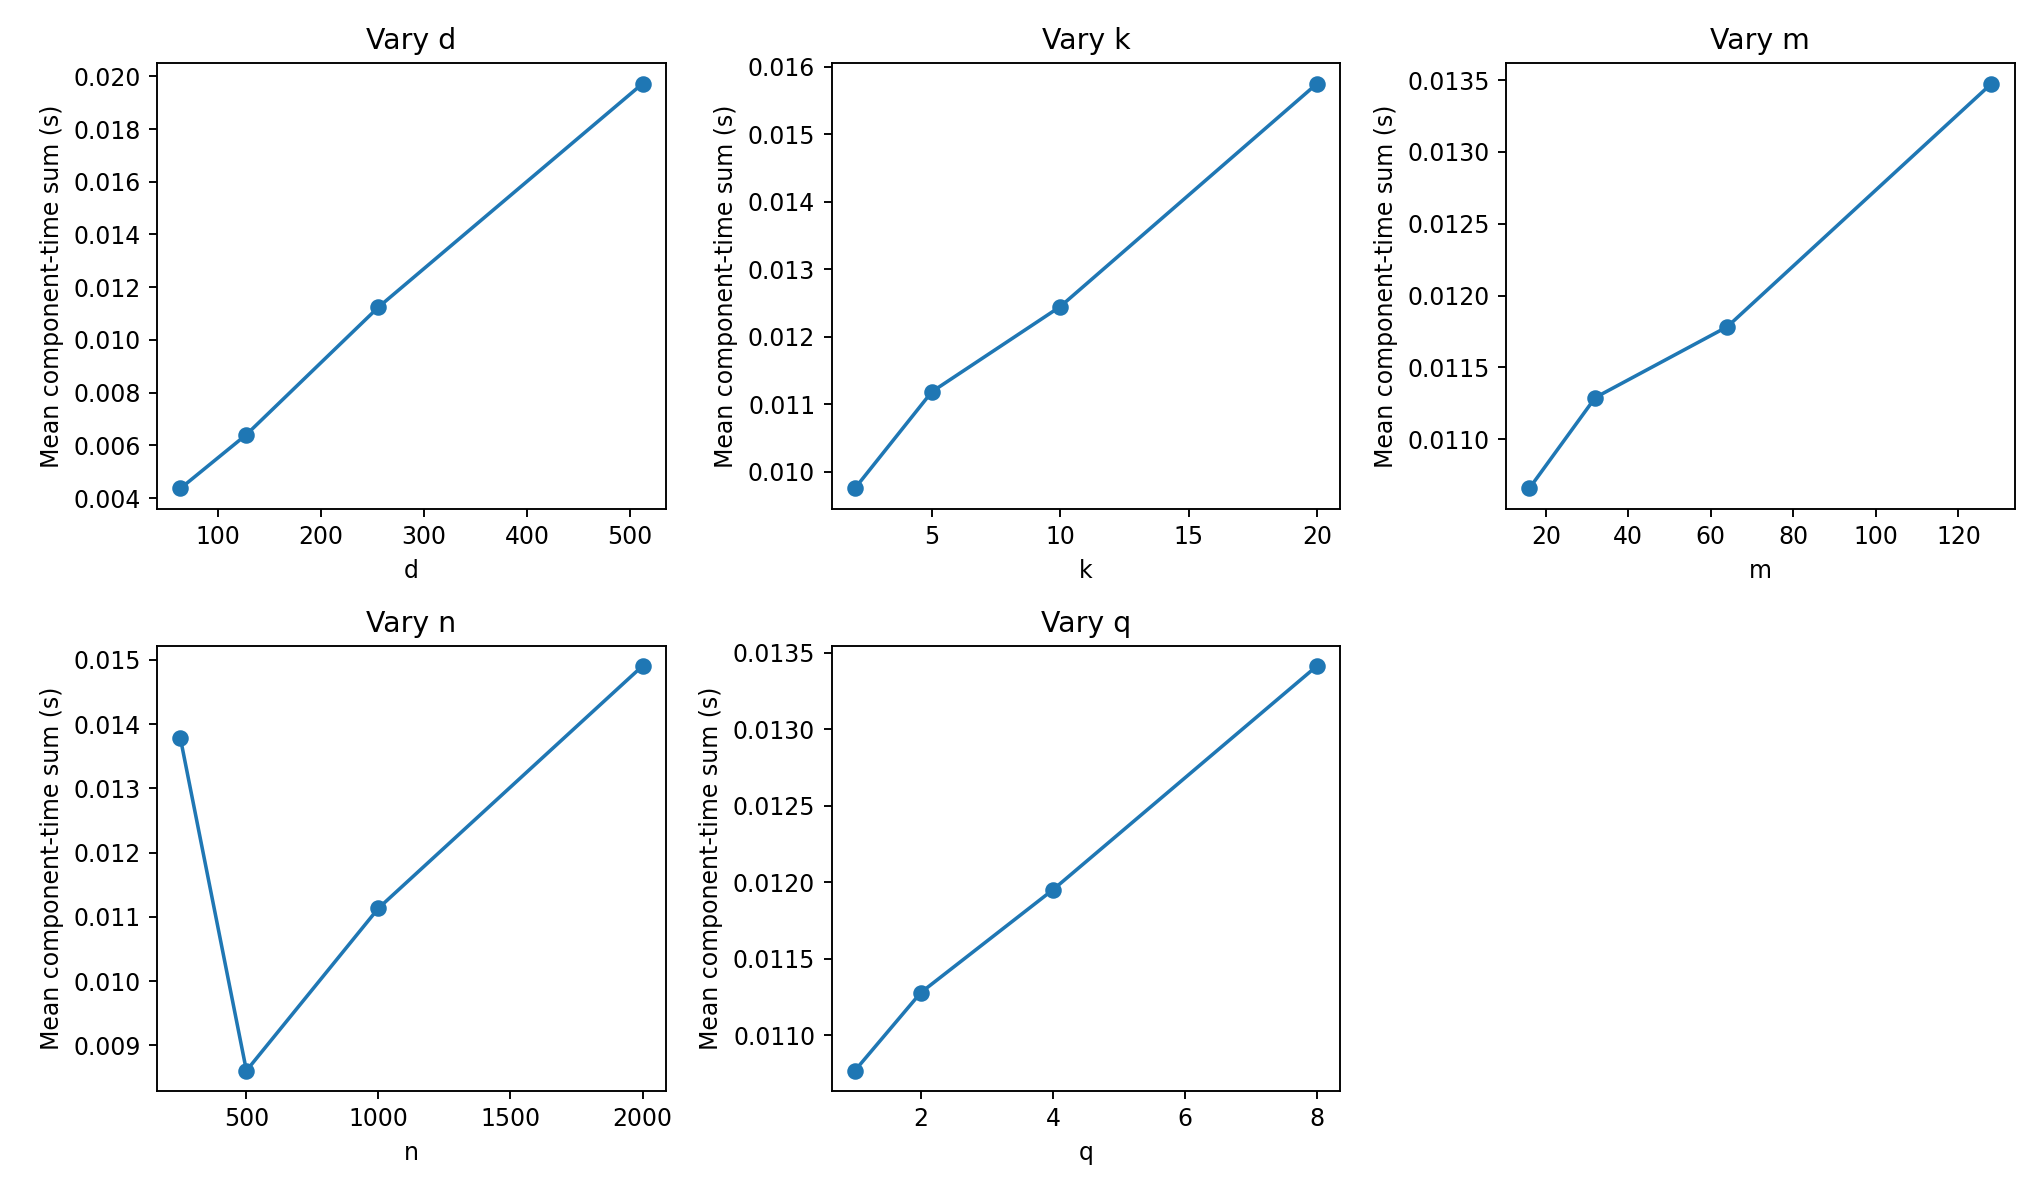 Vary d
Mean component-time sum (s)
0.020
0.018
0.016
0.014
0.012
0.010
0.008
0.006
0.004
100 200 300 400 500
d
Vary k
Mean component-time sum (s)
0.016
0.015
0.014
0.013
0.012
0.011
0.010
5 10 15 20
k
Vary m
Mean component-time sum (s)
0.0135
0.0130
0.0125
0.0120
0.0115
0.0110
20 40 60 80 100 120
m
Vary n
Mean component-time sum (s)
0.015
0.014
0.013
0.012
0.011
0.010
0.009
500 1000 1500 2000
n
Vary q
Mean component-time sum (s)
0.0135
0.0130
0.0125
0.0120
0.0115
0.0110
2 4 6 8
q